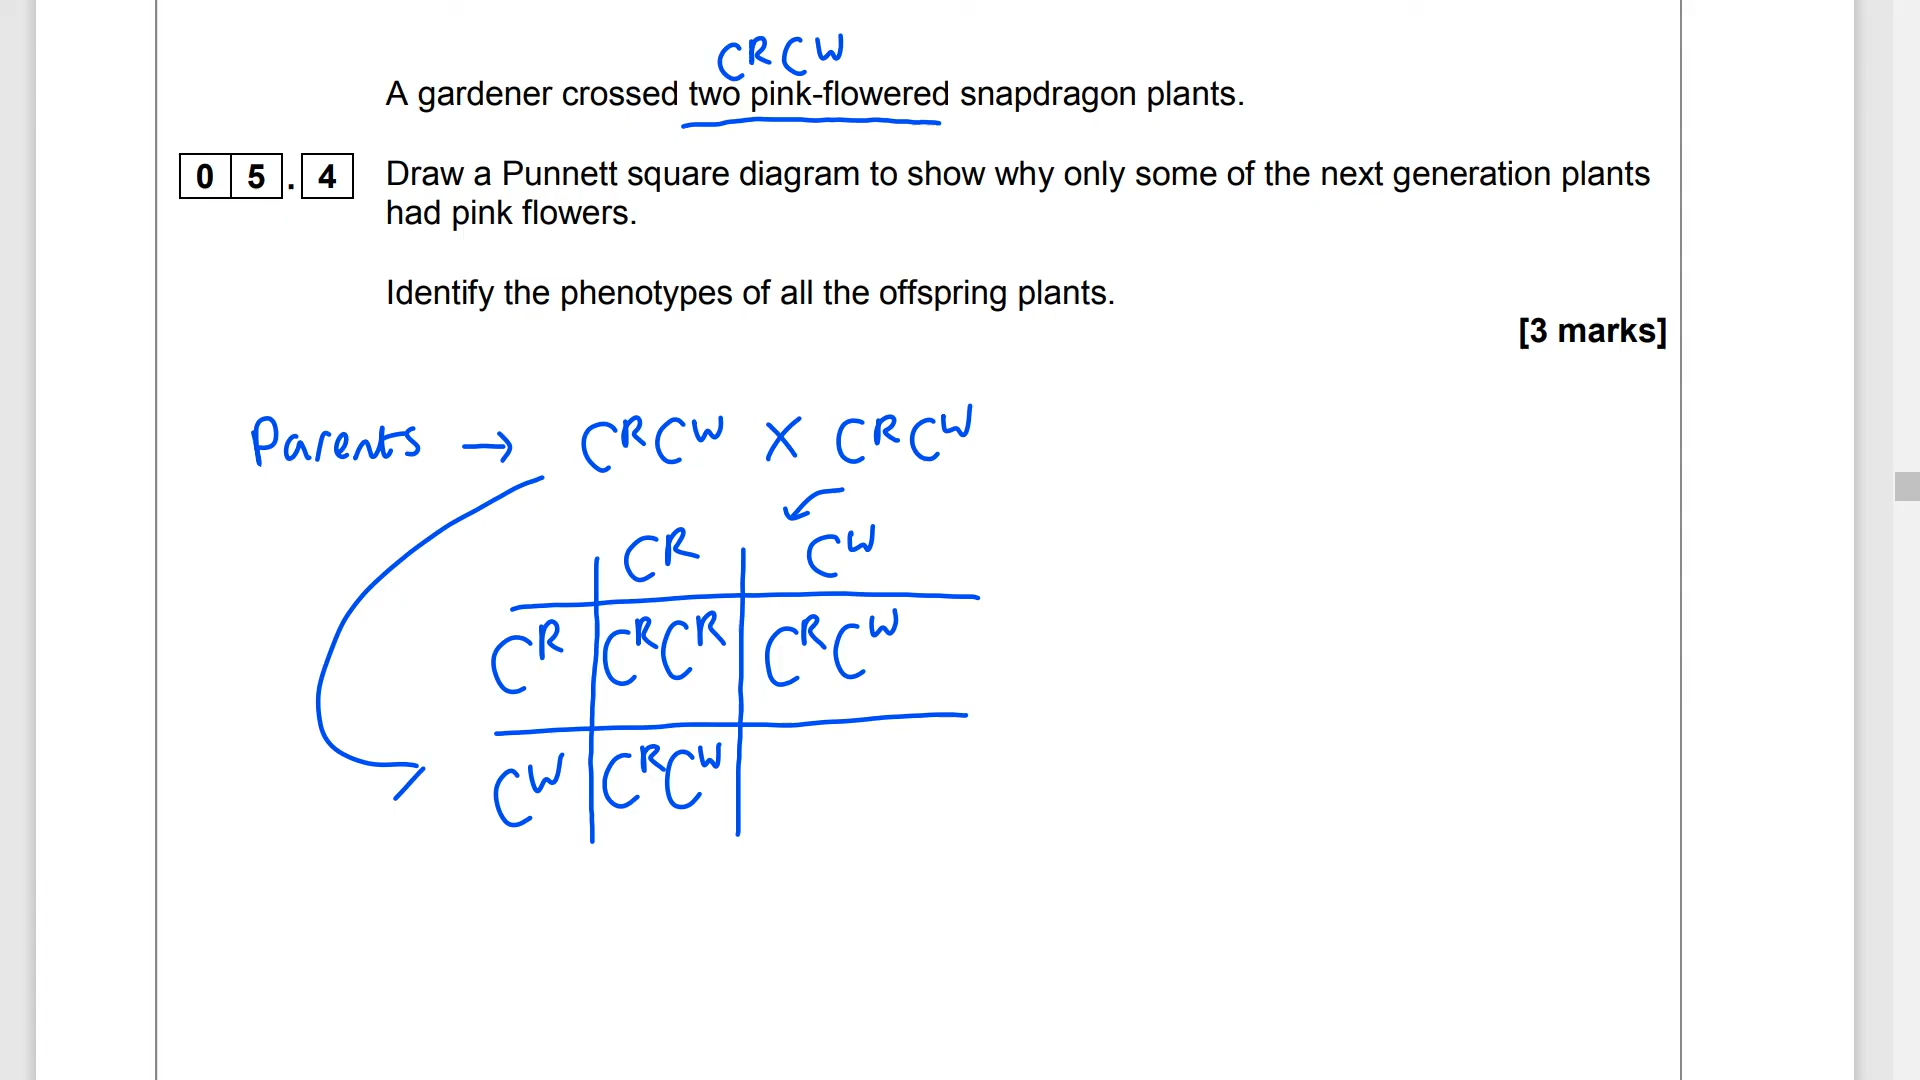 CᴿCᵂ
A gardener crossed two pink-flowered snapdragon plants.
0 5 . 4 Draw a Punnett square diagram to show why only some of the next generation plants
had pink flowers.
Identify the phenotypes of all the offspring plants.
[3 marks]
Parents → CᴿCᵂ X CᴿCᵂ
Cᴿ Cᵂ
Cᴿ CᴿCᴿ CᴿCᵂ
Cᵂ CᴿCᵂ